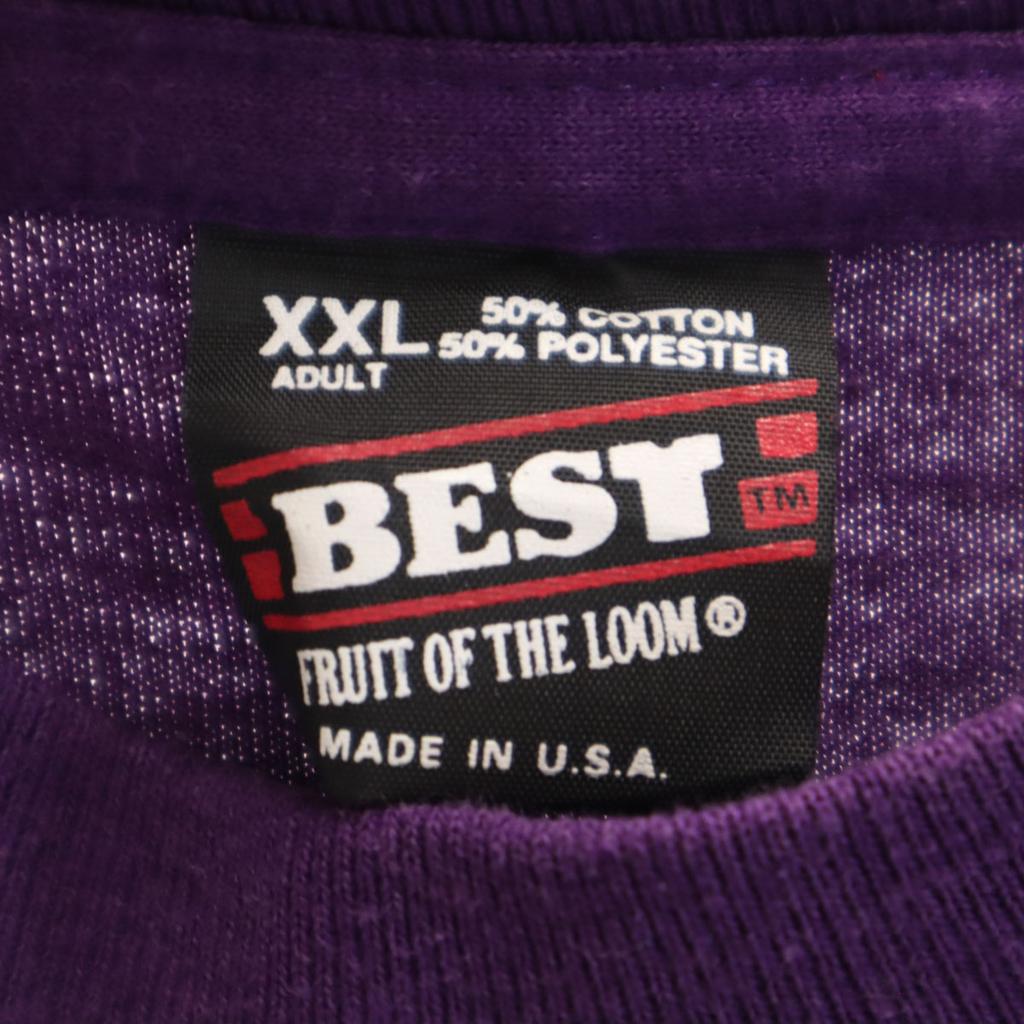 XXL 50% COTTON
ADULT 50% POLYESTER
BEST TM
FRUIT OF THE LOOM®
MADE IN U.S.A.